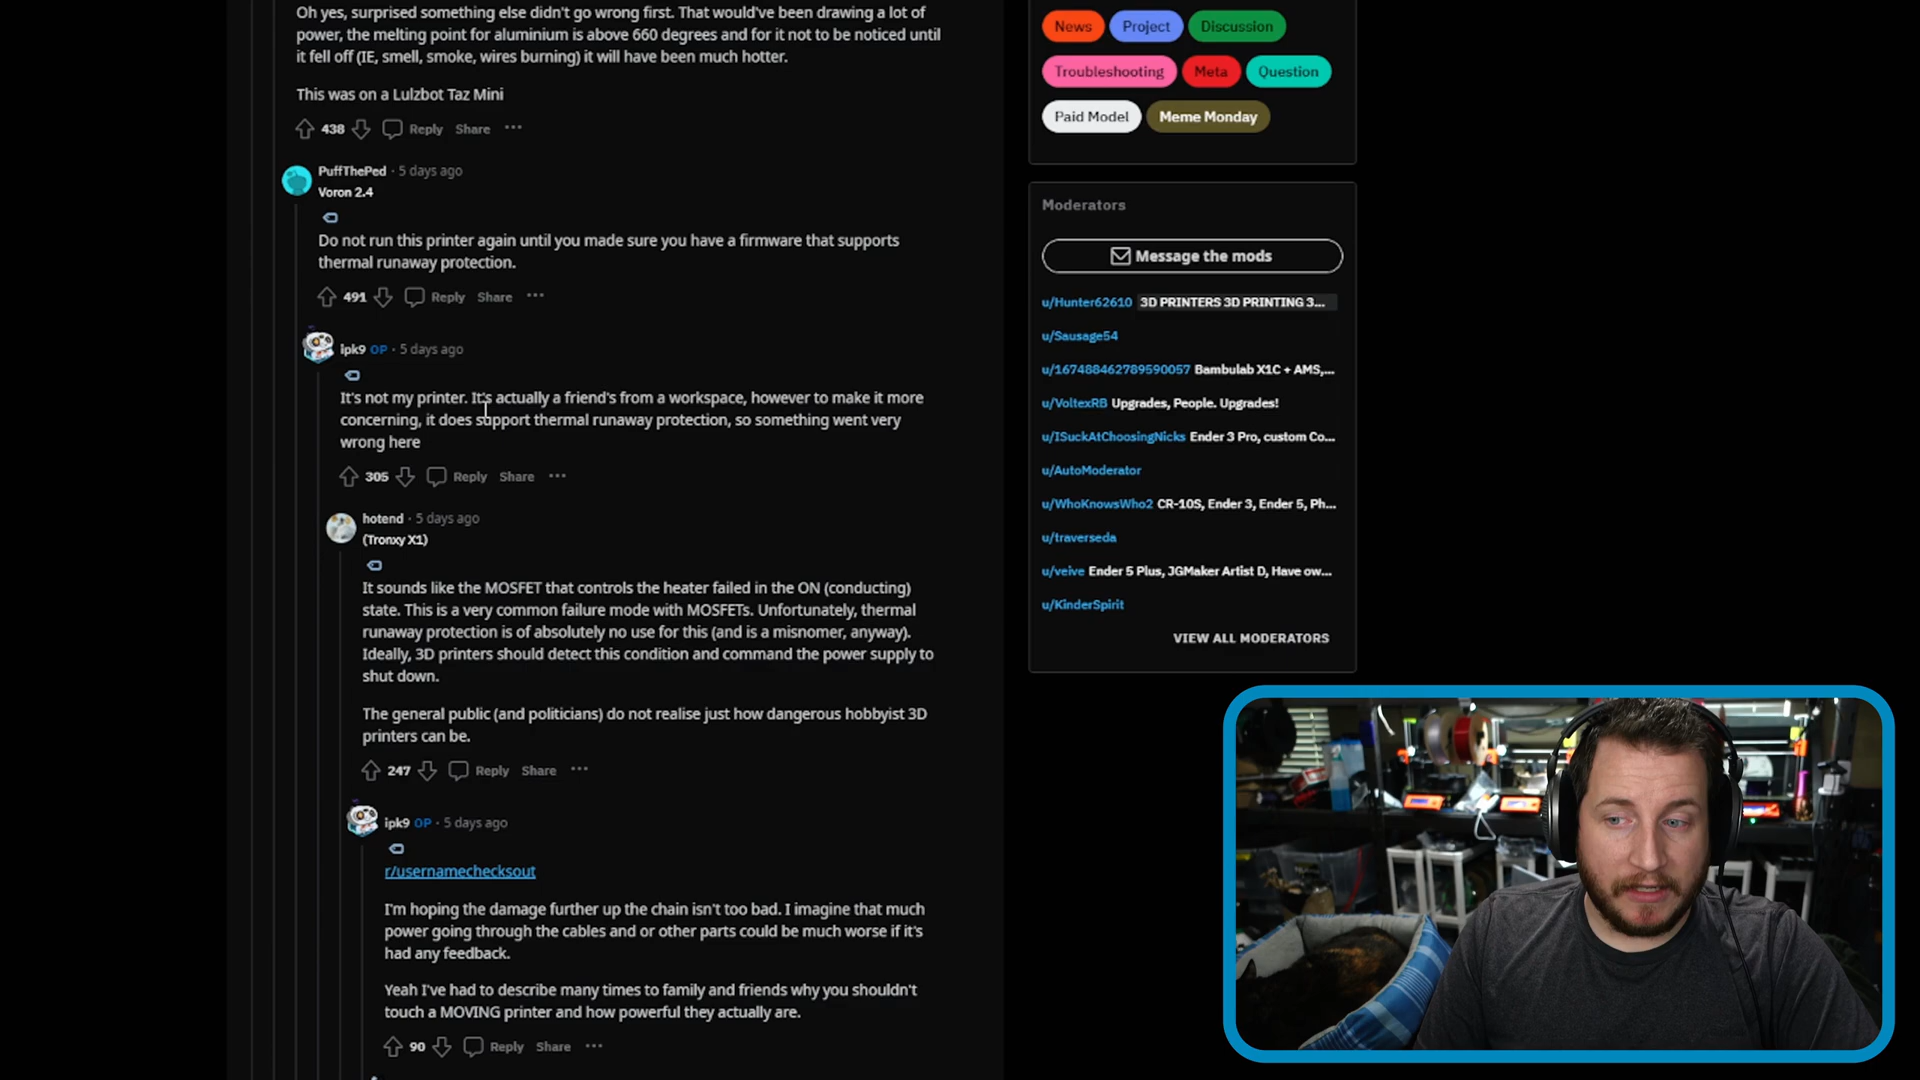 Oh yes, surprised something else didn't go wrong first. That would've been drawing a lot of
power, the melting point for aluminium is above 660 degrees and for it not to be noticed until
it fell off (IE, smell, smoke, wires burning) it will have been much hotter.
This was on a Lulzbot Taz Mini
438 Reply Share ...
PuffThePed · 5 days ago
Voron 2.4
Do not run this printer again until you made sure you have a firmware that supports
thermal runaway protection.
491 Reply Share ...
ipk9 OP · 5 days ago
It's not my printer. It's actually a friend's from a workspace, however to make it more
concerning, it does support thermal runaway protection, so something went very
wrong here
305 Reply Share ...
hotend · 5 days ago
(Tronxy X1)
It sounds like the MOSFET that controls the heater failed in the ON (conducting)
state. This is a very common failure mode with MOSFETs. Unfortunately, thermal
runaway protection is of absolutely no use for this (and is a misnomer, anyway).
Ideally, 3D printers should detect this condition and command the power supply to
shut down.
The general public (and politicians) do not realise just how dangerous hobbyist 3D
printers can be.
247 Reply Share ...
ipk9 OP · 5 days ago
r/usernamechecksout
I'm hoping the damage further up the chain isn't too bad. I imagine that much
power going through the cables and or other parts could be much worse if it's
had any feedback.
Yeah I've had to describe many times to family and friends why you shouldn't
touch a MOVING printer and how powerful they actually are.
90 Reply Share ...
News Project Discussion
Troubleshooting Meta Question
Paid Model Meme Monday
Moderators
Message the mods
u/Hunter62610 3D PRINTERS 3D PRINTING 3...
u/Sausage54
u/167488462789590057 Bambulab X1C + AMS,...
u/VoltexRB Upgrades, People. Upgrades!
u/ISuckAtChoosingNicks Ender 3 Pro, custom Co...
u/AutoModerator
u/WhoKnowsWho2 CR-10S, Ender 3, Ender 5, Ph...
u/traverseda
u/veive Ender 5 Plus, JGMaker Artist D, Have ow...
u/KinderSpirit
VIEW ALL MODERATORS